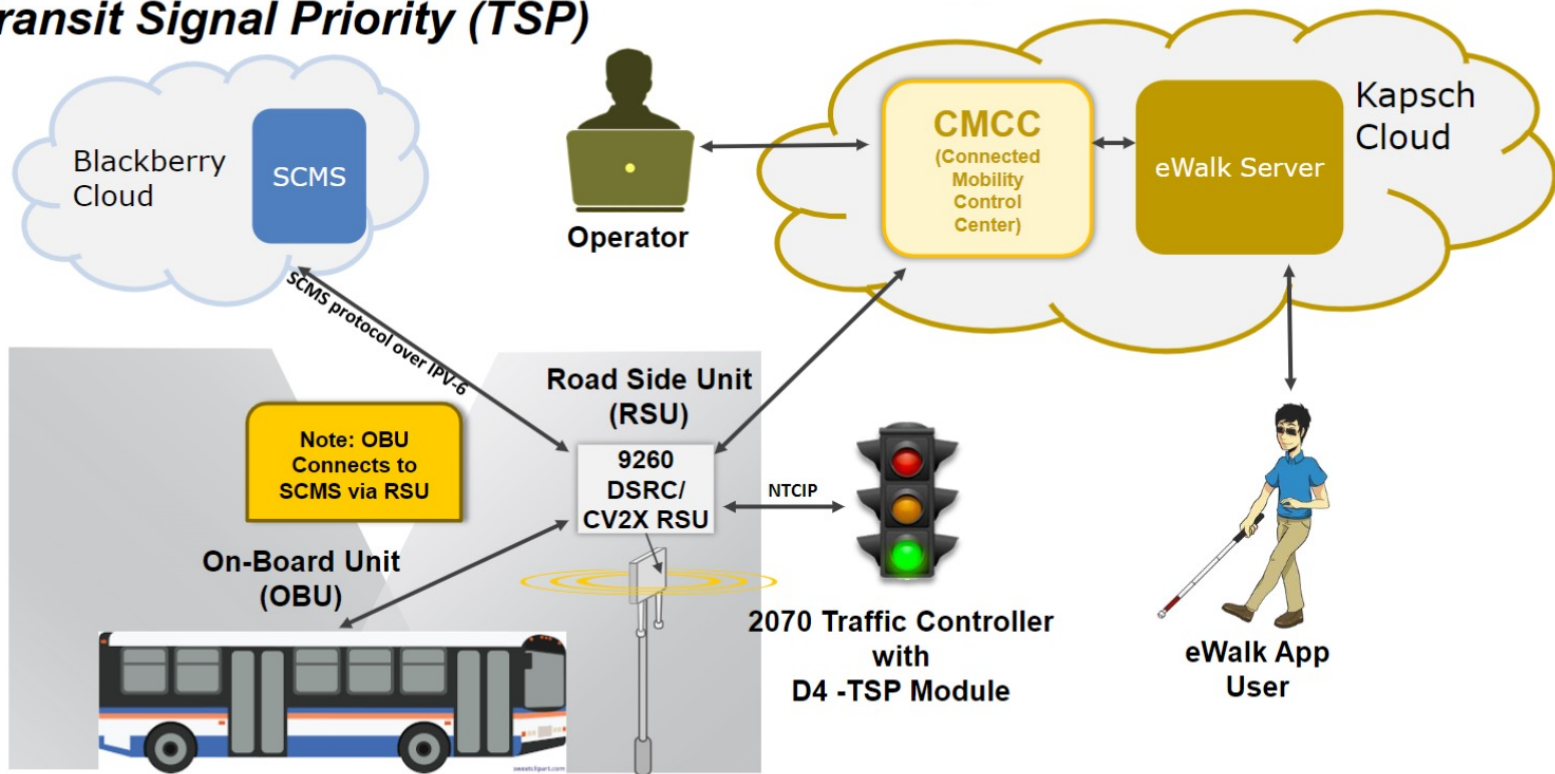 ransit Signal Priority (TSP)
Blackberry
Cloud
SCMS
Operator
CMCC
(Connected
Mobility
Control
Center)
eWalk Server
Kapsch
Cloud
SCMS protocol over IPV-6
Note: OBU
Connects to
SCMS via RSU
Road Side Unit
(RSU)
9260
DSRC/
CV2X RSU
NTCIP
On-Board Unit
(OBU)
2070 Traffic Controller
with
D4 -TSP Module
eWalk App
User
sweetclipart.com